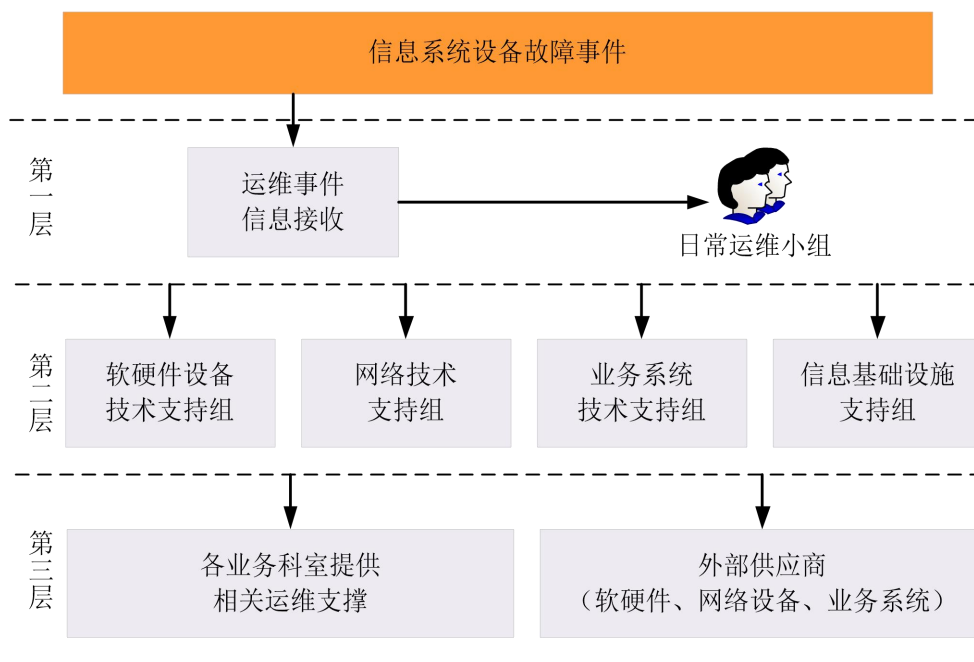 信息系统设备故障事件
第一层
运维事件
信息接收
日常运维小组
第二层
软硬件设备
技术支持组
网络技术
支持组
业务系统
技术支持组
信息基础设施
支持组
第三层
各业务科室提供
相关运维支撑
外部供应商
（软硬件、网络设备、业务系统）